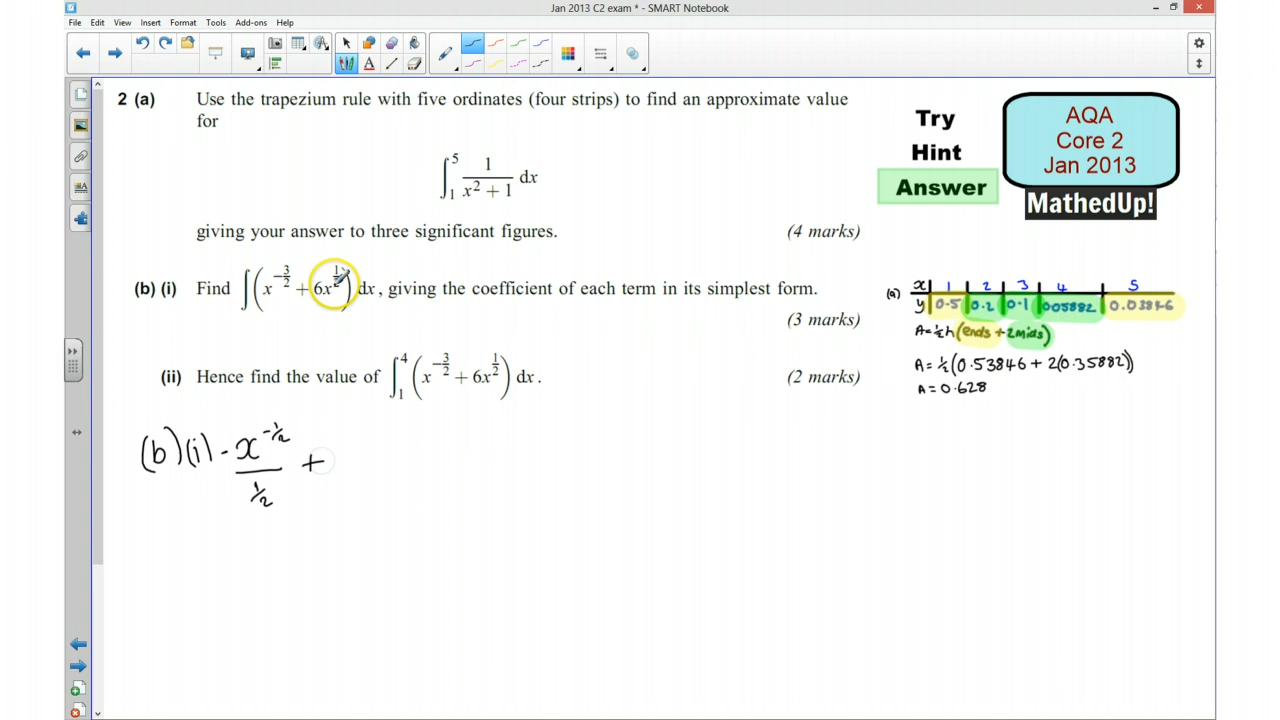 Jan 2013 C2 exam * - SMART Notebook
File Edit View Insert Format Tools Add-ons Help
2 (a) Use the trapezium rule with five ordinates (four strips) to find an approximate value
for
∫₁⁵ 1/(x² + 1) dx
giving your answer to three significant figures. (4 marks)
(b) (i) Find ∫(x^(-3/2) + 6x^(1/2)) dx, giving the coefficient of each term in its simplest form.
(3 marks)
(ii) Hence find the value of ∫₁⁴ (x^(-3/2) + 6x^(1/2)) dx. (2 marks)
(b)(i) - x^(-1/2) / (1/2) +
Try
Hint
Answer
AQA
Core 2
Jan 2013
MathedUp!
(a) x 1 2 3 4 5
y 0.5 0.2 0.1 0.05882 0.03846
A = ½h(ends + 2mids)
A = ½(0.53846 + 2(0.35882))
A = 0.628